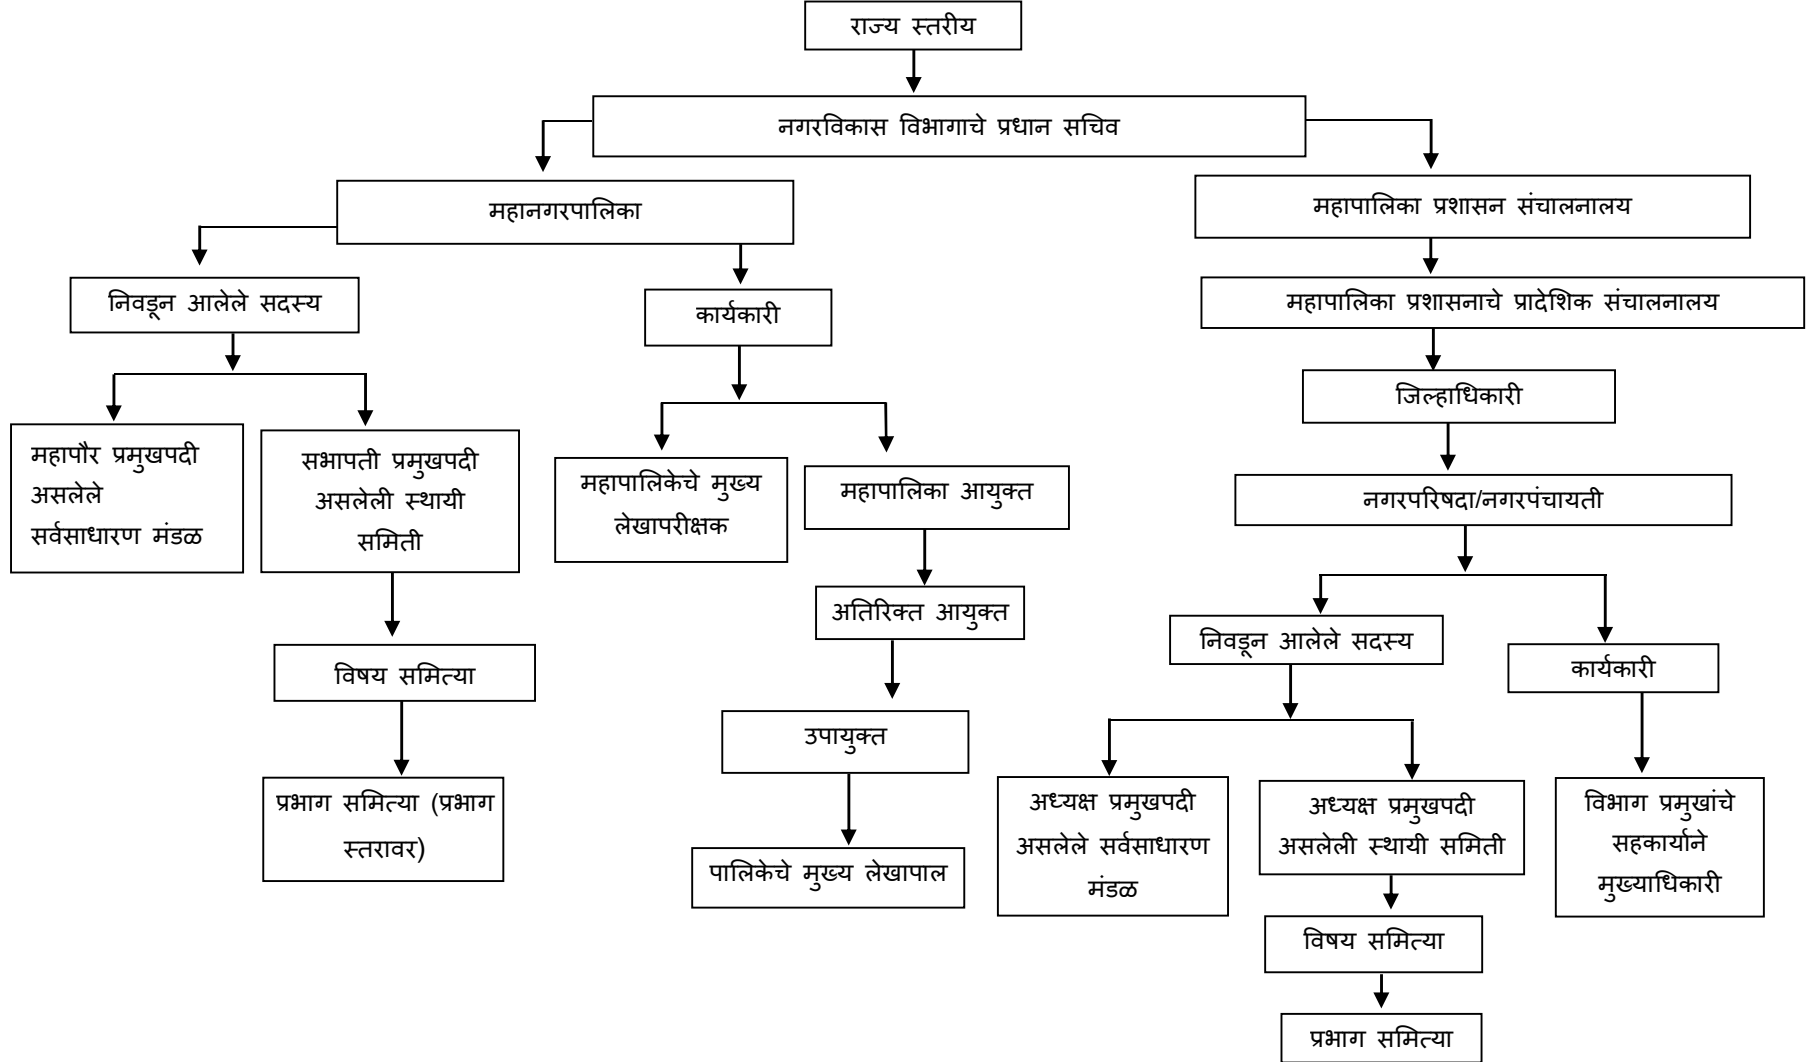 राज्य स्तरीय
नगरविकास विभागाचे प्रधान सचिव
महानगरपालिका
महापालिका प्रशासन संचालनालय
निवडून आलेले सदस्य
कार्यकारी
महापालिका प्रशासनाचे प्रादेशिक संचालनालय
जिल्हाधिकारी
महापौर प्रमुखपदी
असलेले
सर्वसाधारण मंडळ
सभापती प्रमुखपदी
असलेली स्थायी
समिती
महापालिकेचे मुख्य
लेखापरीक्षक
महापालिका आयुक्त
नगरपरिषदा/नगरपंचायती
अतिरिक्त आयुक्त
निवडून आलेले सदस्य
कार्यकारी
विषय समित्या
उपायुक्त
प्रभाग समित्या (प्रभाग
स्तरावर)
अध्यक्ष प्रमुखपदी
असलेले सर्वसाधारण
मंडळ
अध्यक्ष प्रमुखपदी
असलेली स्थायी समिती
विभाग प्रमुखांचे
सहकार्याने
मुख्याधिकारी
पालिकेचे मुख्य लेखापाल
विषय समित्या
प्रभाग समित्या